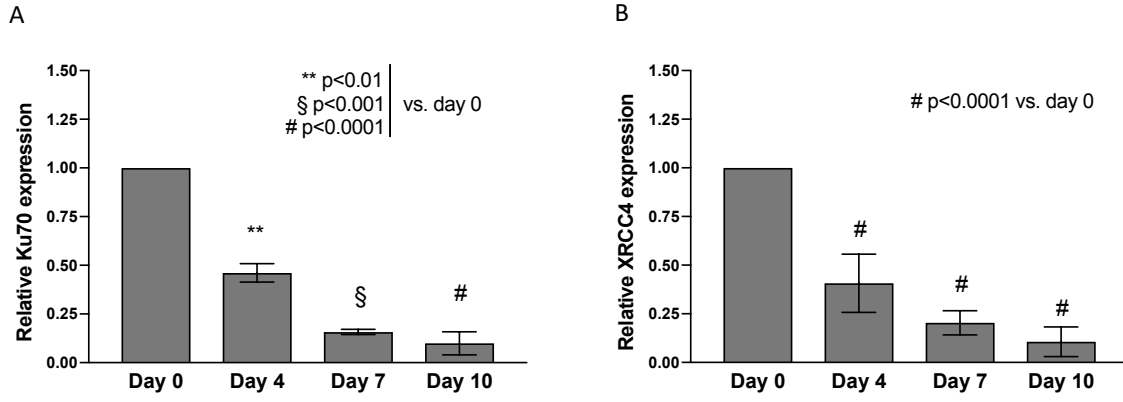 A
Relative Ku70 expression
1.50
1.25
1.00
0.75
0.50
0.25
0.00
** p<0.01
§ p<0.001
# p<0.0001
vs. day 0
**
§
#
Day 0 Day 4 Day 7 Day 10
B
Relative XRCC4 expression
1.50
1.25
1.00
0.75
0.50
0.25
0.00
# p<0.0001 vs. day 0
#
#
#
Day 0 Day 4 Day 7 Day 10